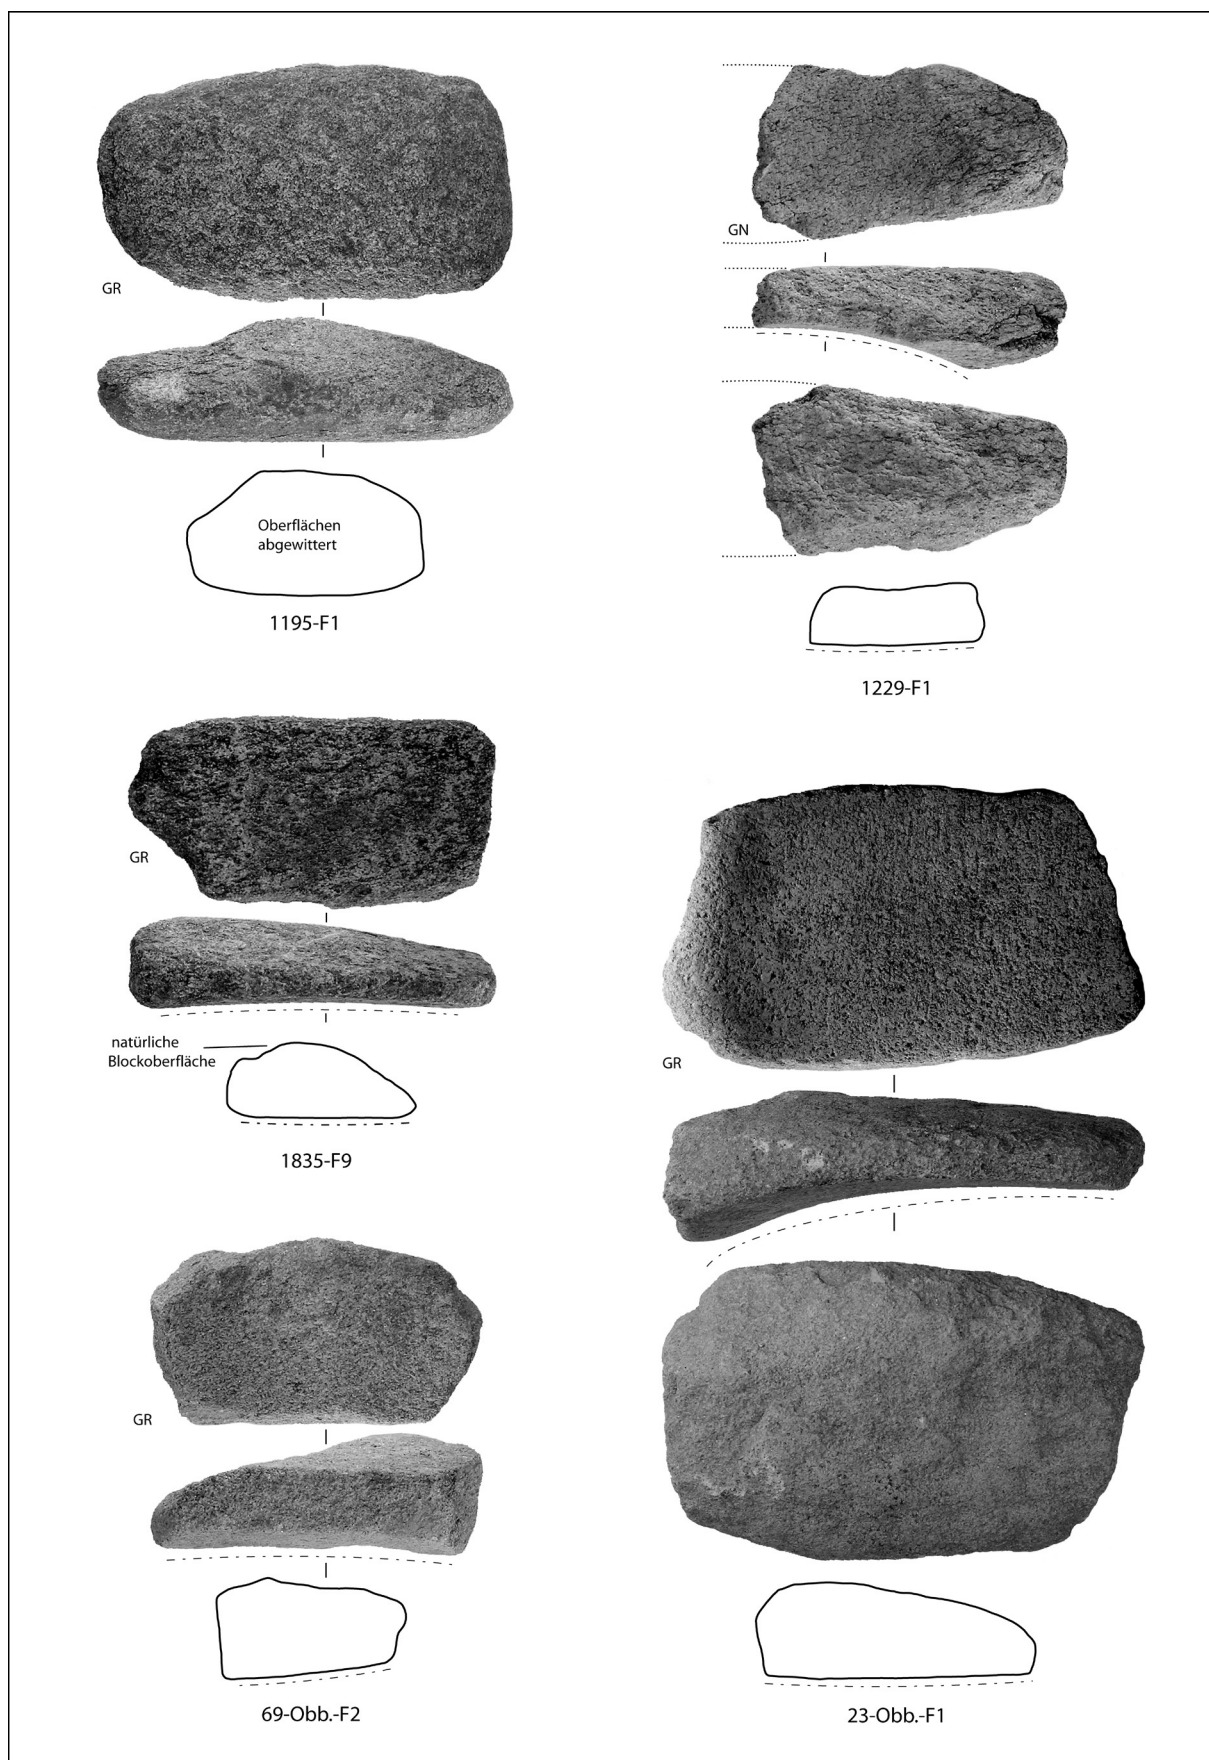 GR
Oberflächen
abgewittert
1195-F1
GN
1229-F1
GR
natürliche
Blockoberfläche
1835-F9
GR
69-Obb.-F2
GR
23-Obb.-F1